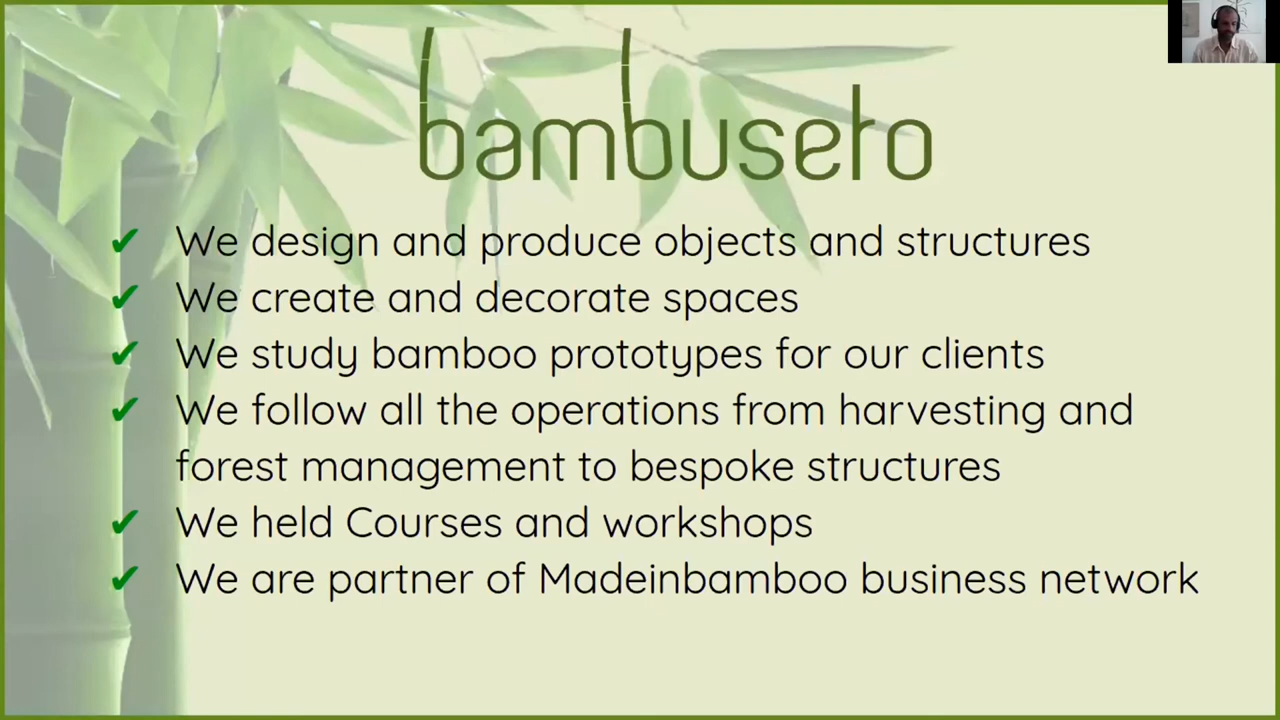 bambuseto
✔ We design and produce objects and structures
✔ We create and decorate spaces
✔ We study bamboo prototypes for our clients
✔ We follow all the operations from harvesting and
forest management to bespoke structures
✔ We held Courses and workshops
✔ We are partner of Madeinbamboo business network